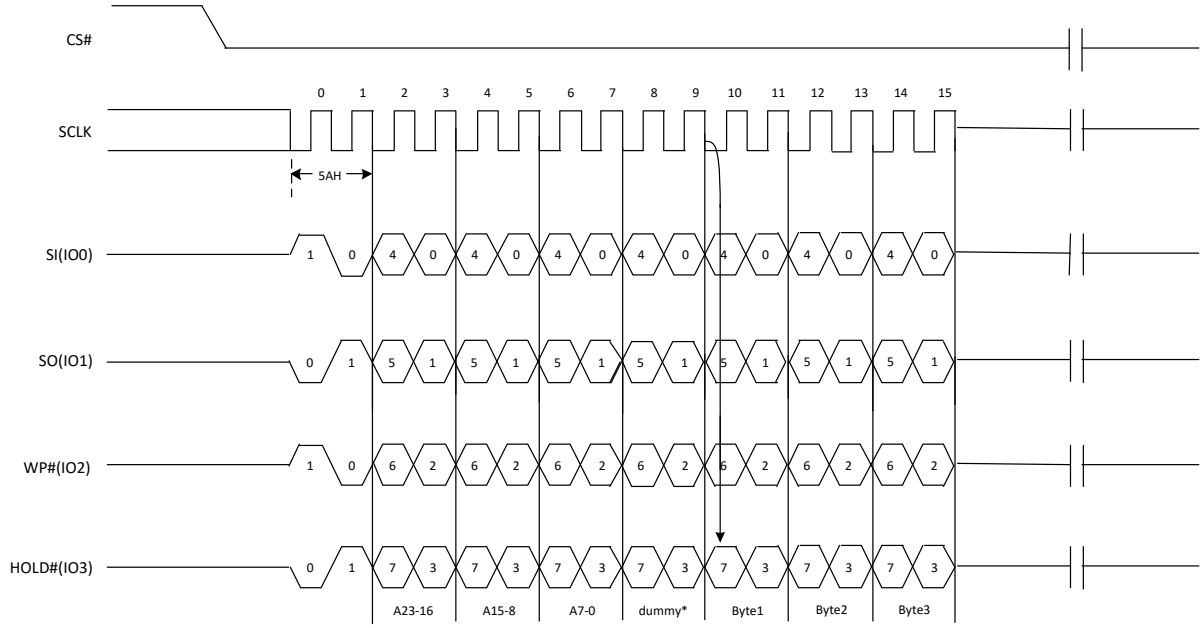 CS#
0 1 2 3 4 5 6 7 8 9 10 11 12 13 14 15
SCLK
5AH
SI(IO0) 1 0 4 0 4 0 4 0 4 0 4 0 4 0 4 0
SO(IO1) 0 1 5 1 5 1 5 1 5 1 5 1 5 1 5 1
WP#(IO2) 1 0 6 2 6 2 6 2 6 2 6 2 6 2 6 2
HOLD#(IO3) 0 1 7 3 7 3 7 3 7 3 7 3 7 3 7 3
A23-16 A15-8 A7-0 dummy* Byte1 Byte2 Byte3